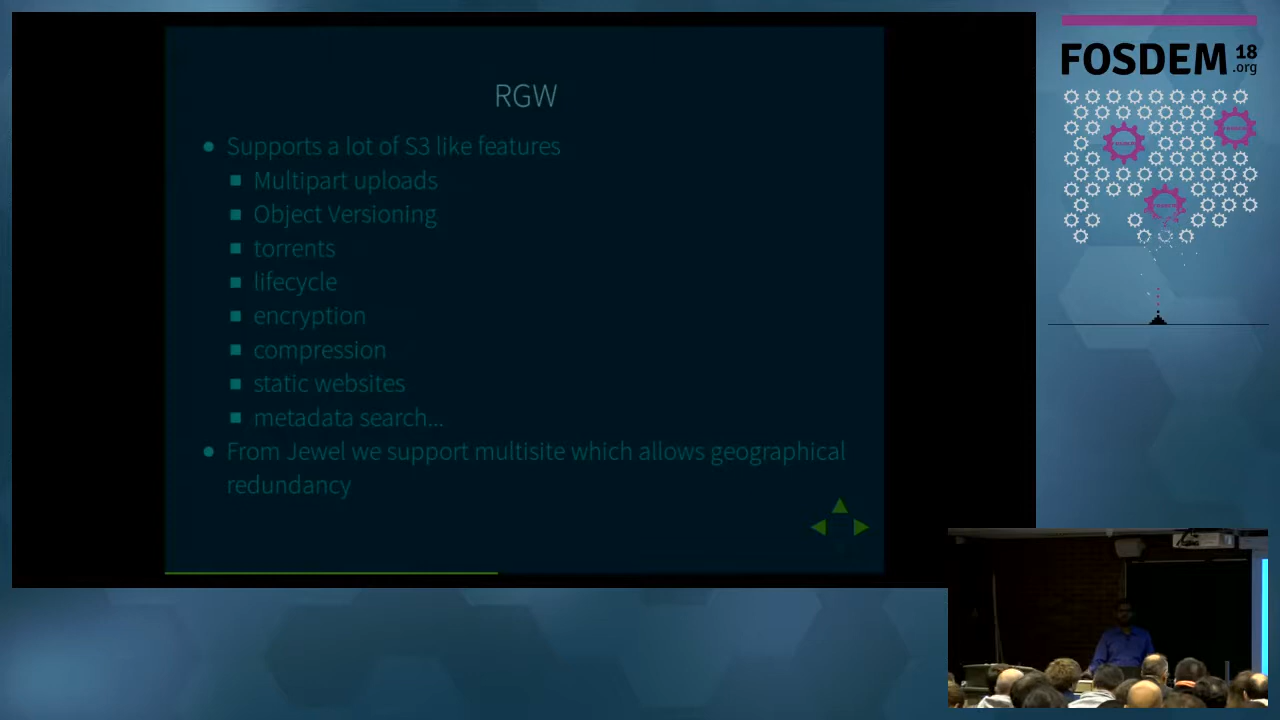 RGW
Supports a lot of S3 like features
Multipart uploads
Object Versioning
torrents
lifecycle
encryption
compression
static websites
metadata search...
From Jewel we support multisite which allows geographical
redundancy
FOSDEM 18
.org